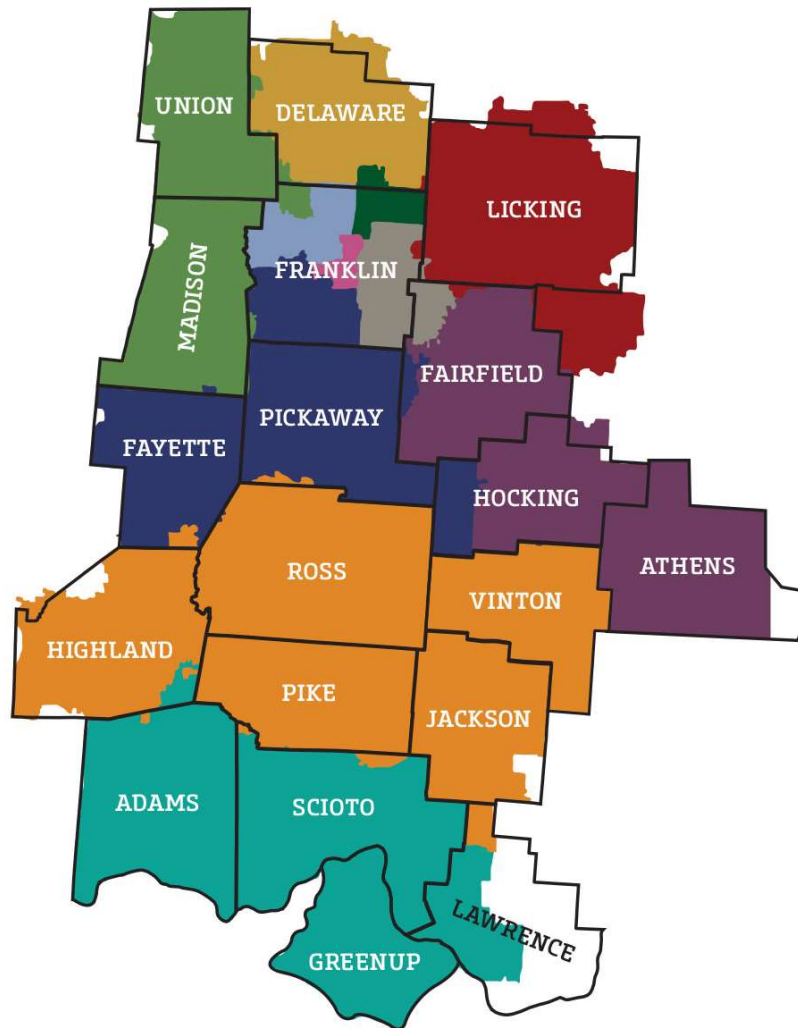 UNION
DELAWARE
LICKING
MADISON
FRANKLIN
FAIRFIELD
PICKAWAY
FAYETTE
HOCKING
ATHENS
ROSS
VINTON
HIGHLAND
PIKE
JACKSON
ADAMS
SCIOTO
LAWRENCE
GREENUP